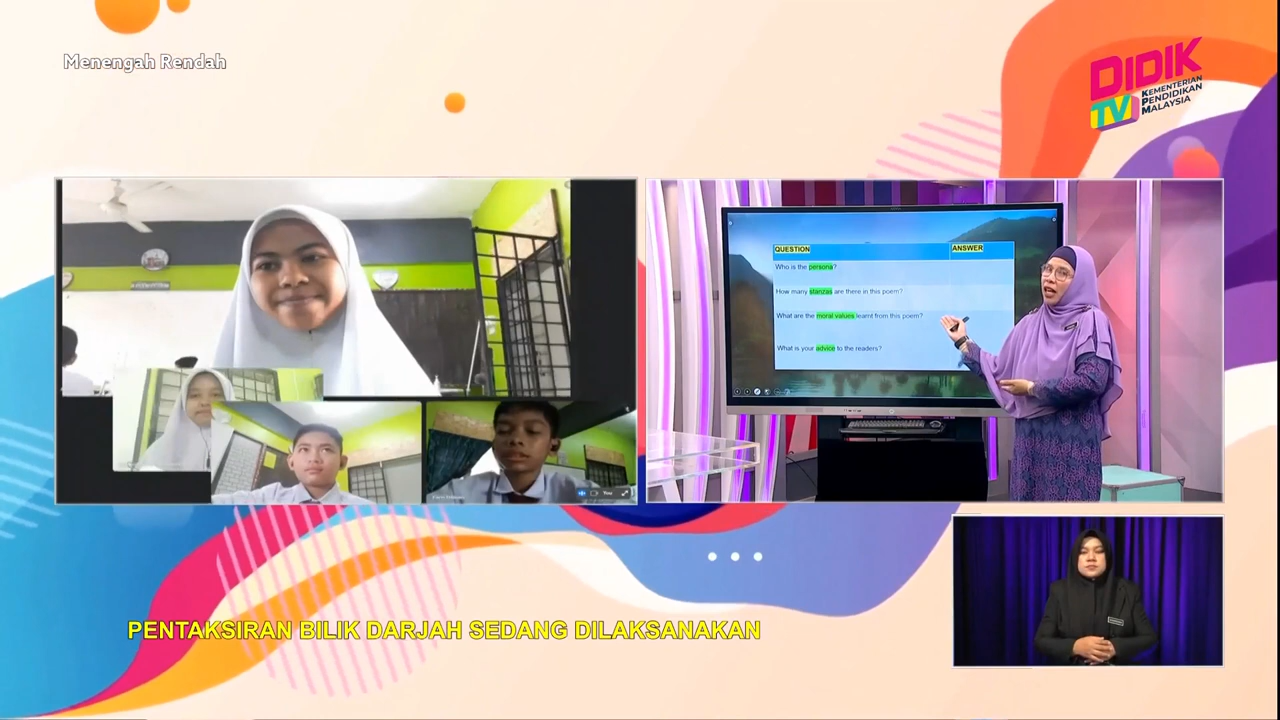 Menengah Rendah
DIDIK
TV
KEMENTERIAN
PENDIDIKAN
MALAYSIA
QUESTION ANSWER
Who is the persona?
How many stanzas are there in this poem?
What are the moral values learnt from this poem?
What is your advice to the readers?
You
PENTAKSIRAN BILIK DARJAH SEDANG DILAKSANAKAN